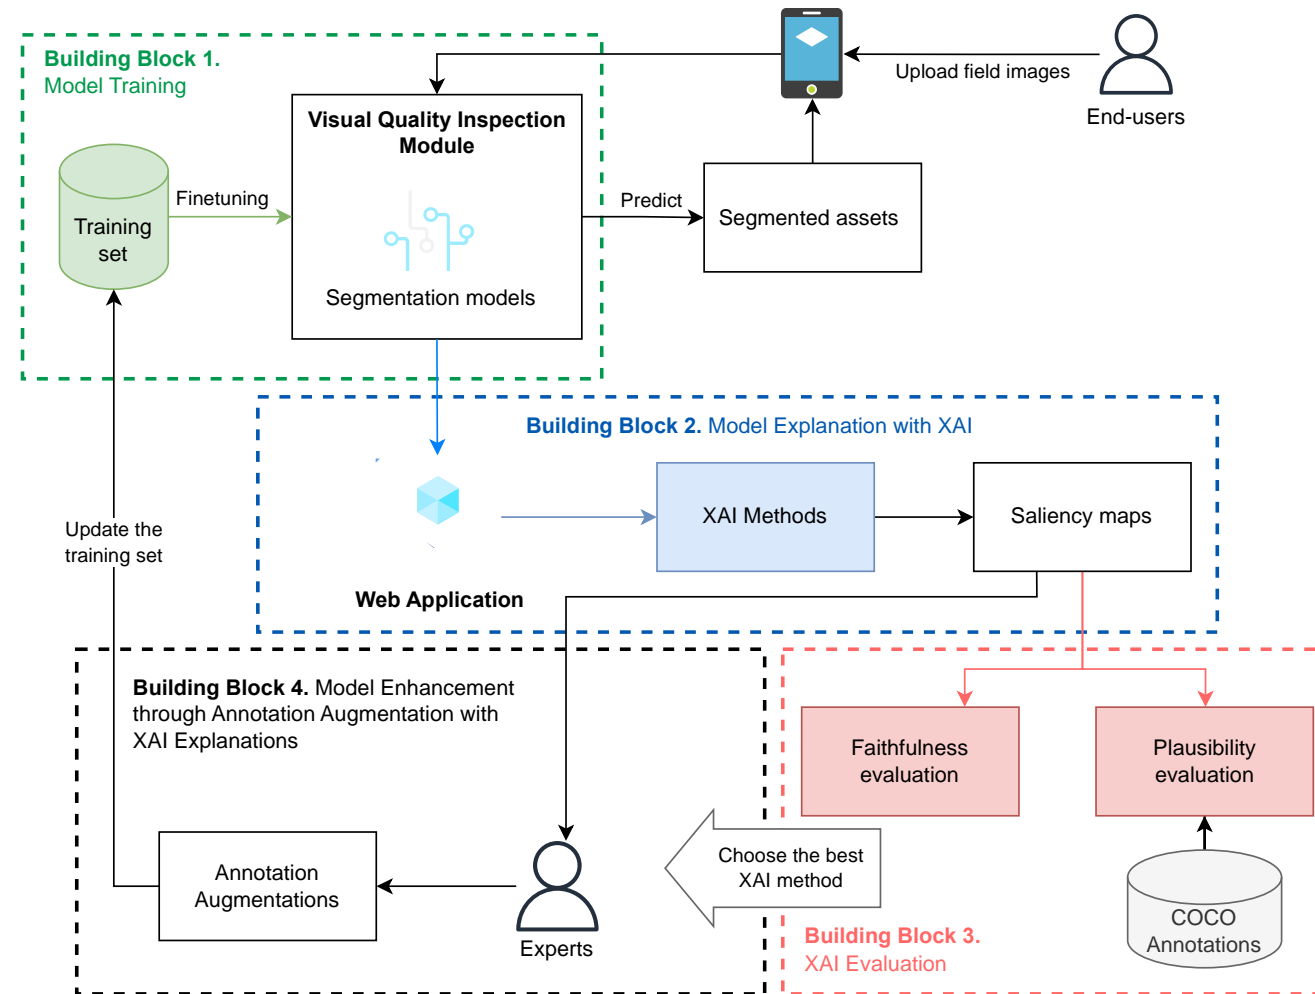 Building Block 1.
Model Training
Upload field images
End-users
Visual Quality Inspection
Module
Training
set
Finetuning
Segmentation models
Predict
Segmented assets
Building Block 2. Model Explanation with XAI
Web Application
XAI Methods
Saliency maps
Update the
training set
Building Block 4. Model Enhancement
through Annotation Augmentation with
XAI Explanations
Faithfulness
evaluation
Plausibility
evaluation
Annotation
Augmentations
Experts
Choose the best
XAI method
COCO
Annotations
Building Block 3.
XAI Evaluation